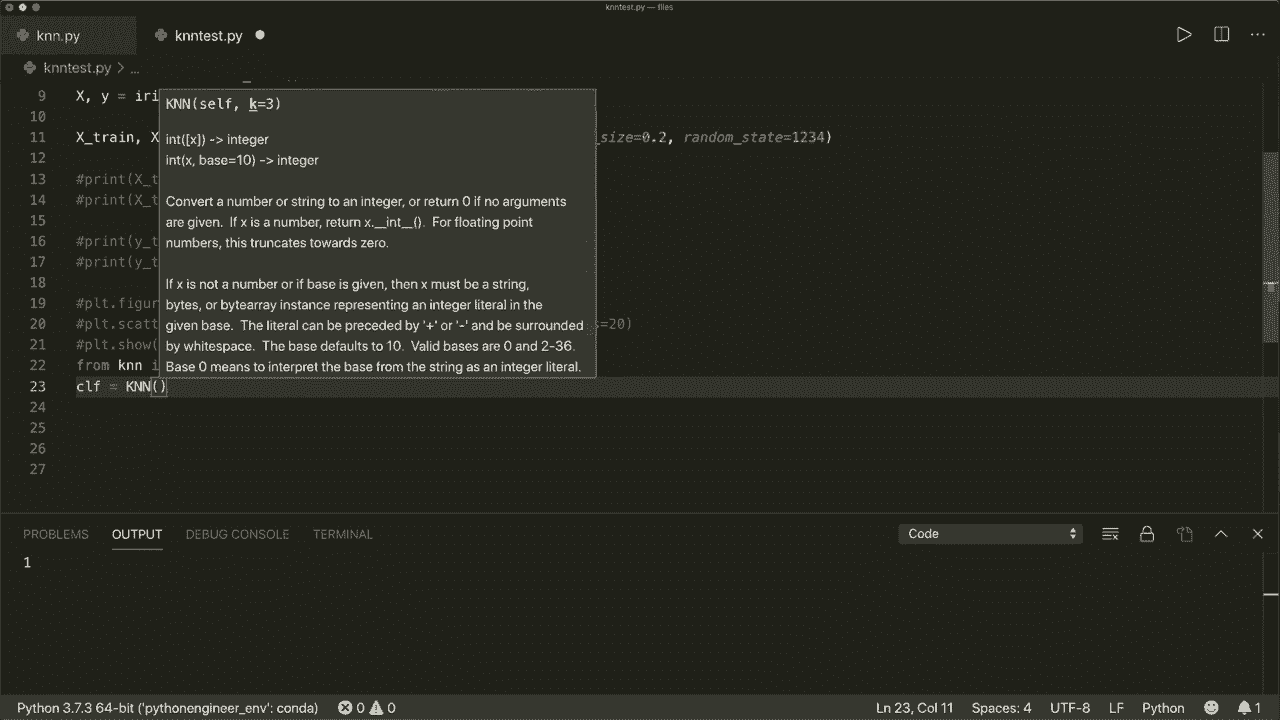 knntest.py — files
knn.py
knntest.py
knntest.py > ...
9 X, y = iri
KNN(self, k=3)
10
int([x]) -> integer
11 X_train, X _size=0.2, random_state=1234)
int(x, base=10) -> integer
12
13 #print(X_t
14 #print(X_t
Convert a number or string to an integer, or return 0 if no arguments
are given. If x is a number, return x.__int__(). For floating point
numbers, this truncates towards zero.
15
16 #print(y_t
17 #print(y_t
18
If x is not a number or if base is given, then x must be a string,
bytes, or bytearray instance representing an integer literal in the
given base. The literal can be preceded by '+' or '-' and be surrounded
by whitespace. The base defaults to 10. Valid bases are 0 and 2-36.
Base 0 means to interpret the base from the string as an integer literal.
19 #plt.figur
20 #plt.scatt s=20)
21 #plt.show(
22 from knn i
23 clf = KNN()
24
25
26
27
PROBLEMS OUTPUT DEBUG CONSOLE TERMINAL Code
1
Python 3.7.3 64-bit ('pythonengineer_env': conda) 0 0 Ln 23, Col 11 Spaces: 4 UTF-8 LF Python 1